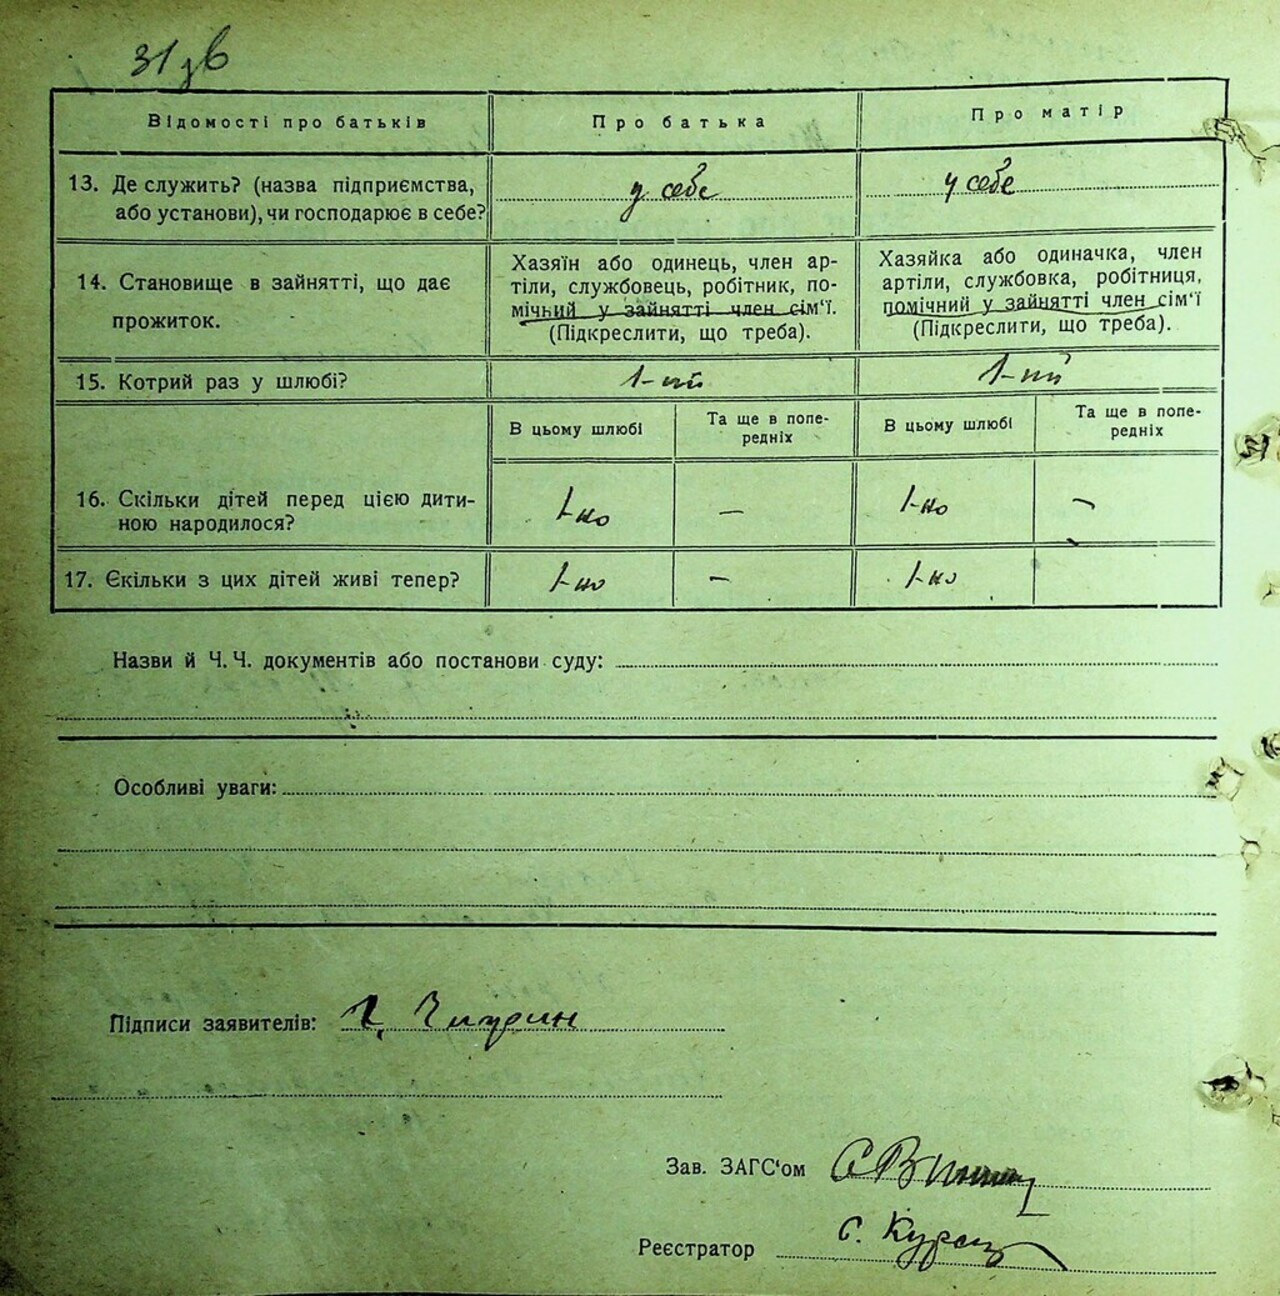 31 зв
Відомості про батьків
Про батька
Про матір
13. Де служить? (назва підприємства,
або установи), чи господарює в себе?
у себе
у себе
14. Становище в зайнятті, що дає
прожиток.
Хазяїн або одинець, член ар-
тіли, службовець, робітник, по-
мічний у зайнятті член сім‘ї.
(Підкреслити, що треба).
Хазяйка або одиначка, член
артіли, службовка, робітниця,
помічний у зайнятті член сім‘ї
(Підкреслити, що треба).
15. Котрий раз у шлюбі?
1-ий
1-ий
В цьому шлюбі
Та ще в попе-
редніх
В цьому шлюбі
Та ще в попе-
редніх
16. Скільки дітей перед цією дити-
ною народилося?
1-но
—
1-но
—
17. Єкільки з цих дітей живі тепер?
1-но
—
1-но
Назви й Ч. Ч. документів або постанови суду:
Особливі уваги:
Підписи заявителів:
Зав. ЗАГС‘ом
Реєстратор